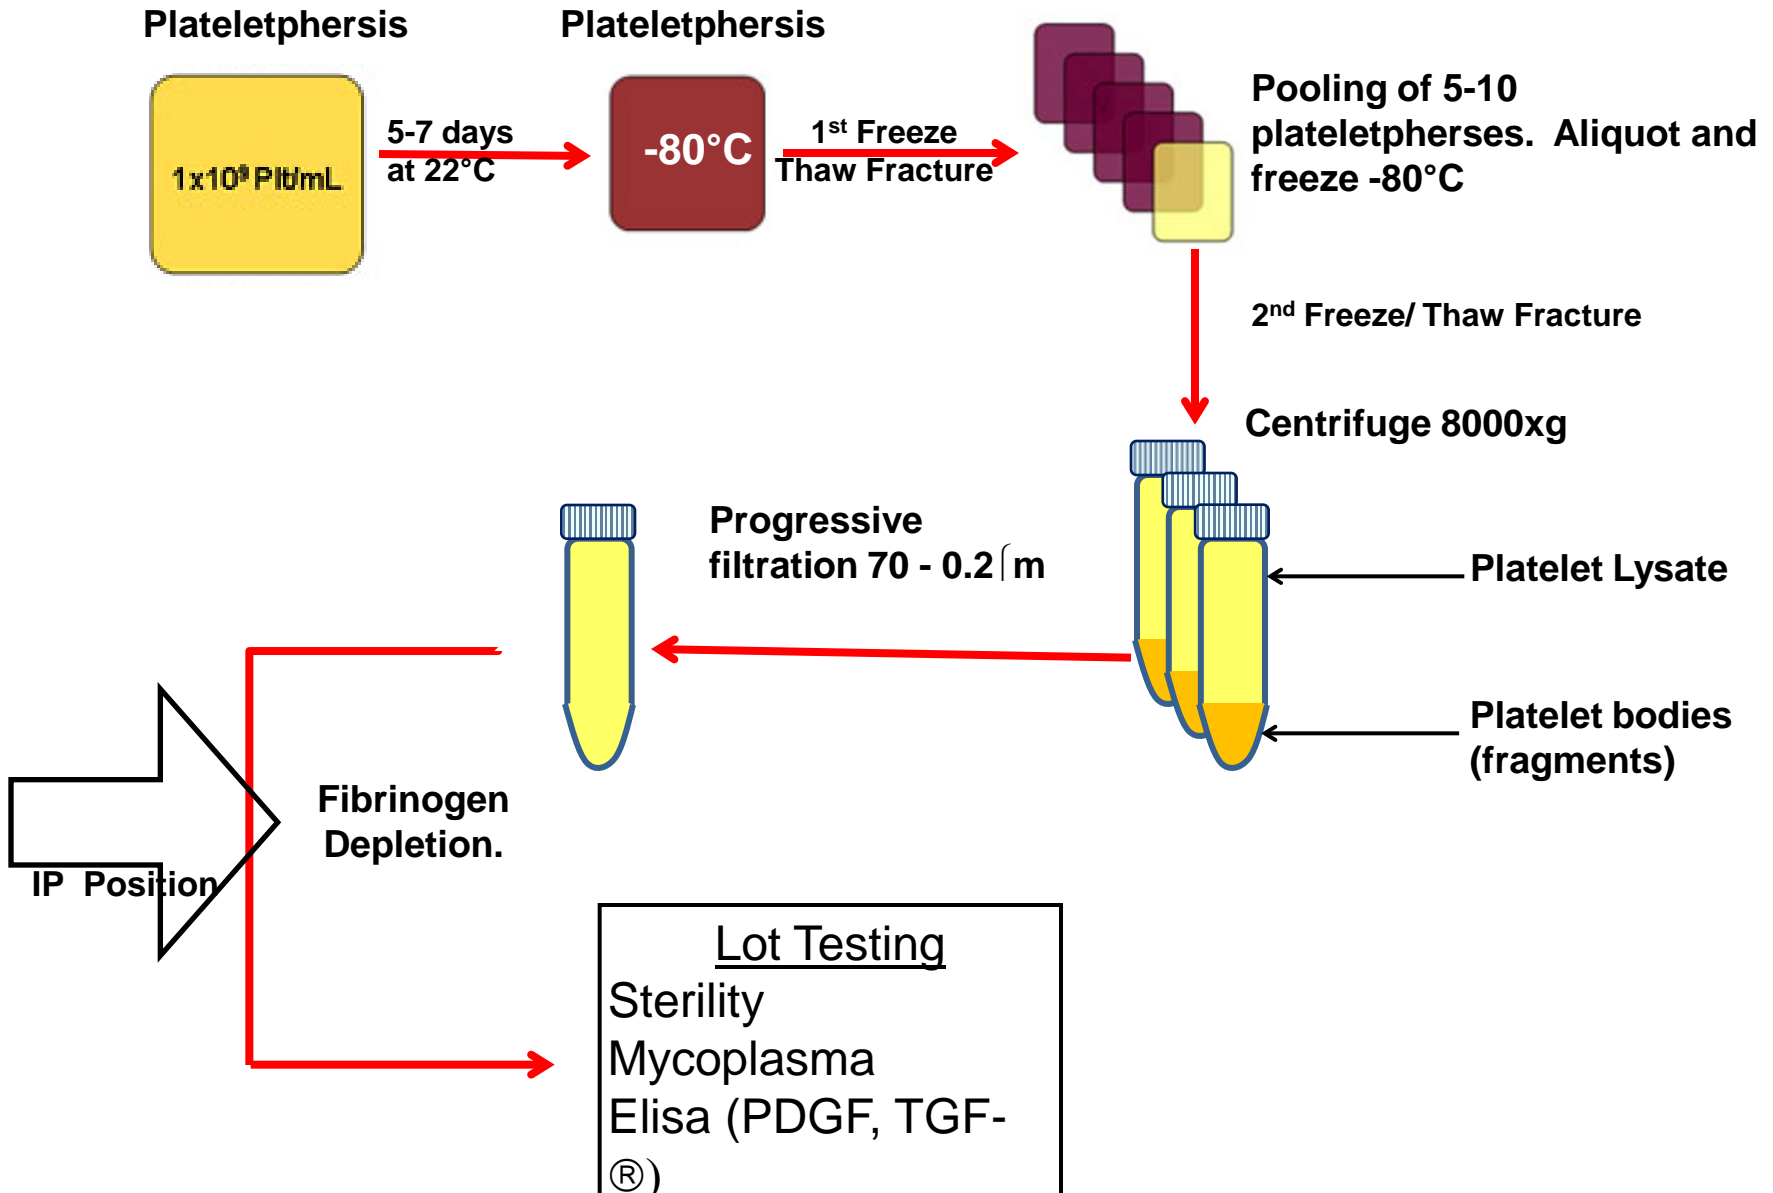 Plateletphersis
Plateletphersis
1x10⁹ Plt/mL
5-7 days
at 22°C
-80°C
1st Freeze
Thaw Fracture
Pooling of 5-10
plateletpherses. Aliquot and
freeze -80°C
2nd Freeze/ Thaw Fracture
Centrifuge 8000xg
Progressive
filtration 70 - 0.2⌠m
Platelet Lysate
Platelet bodies
(fragments)
Fibrinogen
Depletion.
IP Position
Lot Testing
Sterility
Mycoplasma
Elisa (PDGF, TGF-
®)